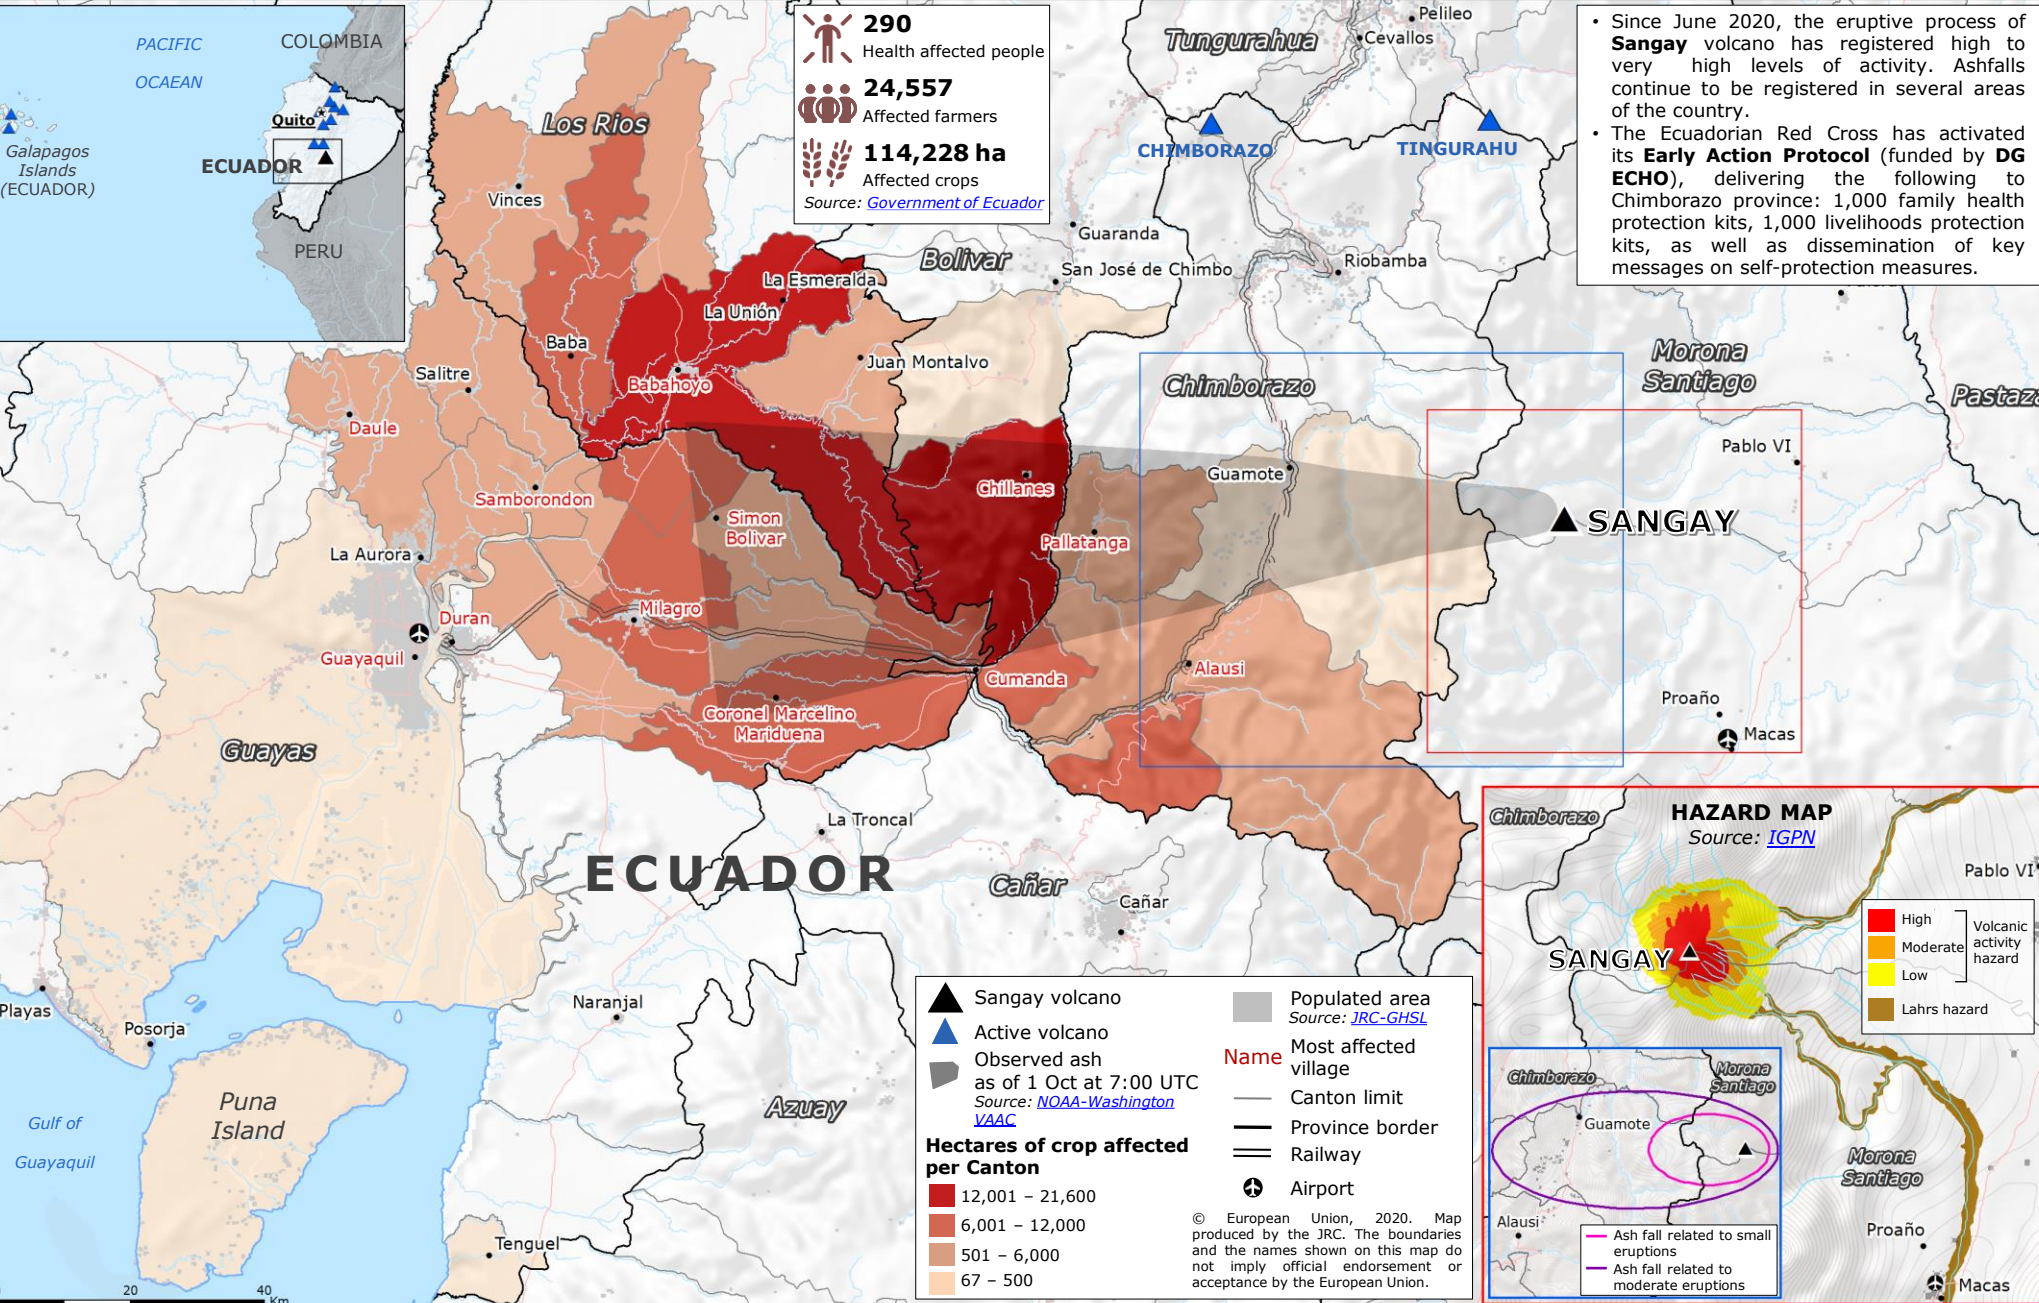 PACIFIC
OCAEAN
COLOMBIA
Quito
ECUADOR
Galapagos
Islands
(ECUADOR)
PERU
290
Health affected people
24,557
Affected farmers
114,228 ha
Affected crops
Source: Government of Ecuador
• Since June 2020, the eruptive process of
Sangay volcano has registered high to
very high levels of activity. Ashfalls
continue to be registered in several areas
of the country.
• The Ecuadorian Red Cross has activated
its Early Action Protocol (funded by DG
ECHO), delivering the following to
Chimborazo province: 1,000 family health
protection kits, 1,000 livelihoods protection
kits, as well as dissemination of key
messages on self-protection measures.
Pelileo
Cevallos
Tungurahua
Los Rios
CHIMBORAZO
TINGURAHU
Vinces
Guaranda
Bolivar
San José de Chimbo
Riobamba
La Esmeralda
La Unión
Baba
Juan Montalvo
Salitre
Babahoyo
Chimborazo
Morona
Santiago
Pastaza
Daule
Pablo VI
Guamote
Chillanes
Samborondon
Simon
Bolivar
Pallatanga
SANGAY
La Aurora
Milagro
Duran
Guayaquil
Cumanda
Alausi
Coronel Marcelino
Mariduena
Proaño
Macas
Guayas
La Troncal
ECUADOR
Cañar
Cañar
Playas
Posorja
Naranjal
Puna
Island
Azuay
Gulf of
Guayaquil
Tenguel
20
40
Km
Sangay volcano
Active volcano
Observed ash
as of 1 Oct at 7:00 UTC
Source: NOAA-Washington
VAAC
Hectares of crop affected
per Canton
12,001 – 21,600
6,001 – 12,000
501 – 6,000
67 – 500
Populated area
Source: JRC-GHSL
Name
Most affected
village
Canton limit
Province border
Railway
Airport
© European Union, 2020. Map
produced by the JRC. The boundaries
and the names shown on this map do
not imply official endorsement or
acceptance by the European Union.
Chimborazo
HAZARD MAP
Source: IGPN
Pablo VI
High
Moderate
Low
Volcanic
activity
hazard
Lahrs hazard
SANGAY
Chimborazo
Morona
Santiago
Guamote
Alausi
Ash fall related to small
eruptions
Ash fall related to
moderate eruptions
Morona
Santiago
Proaño
Macas